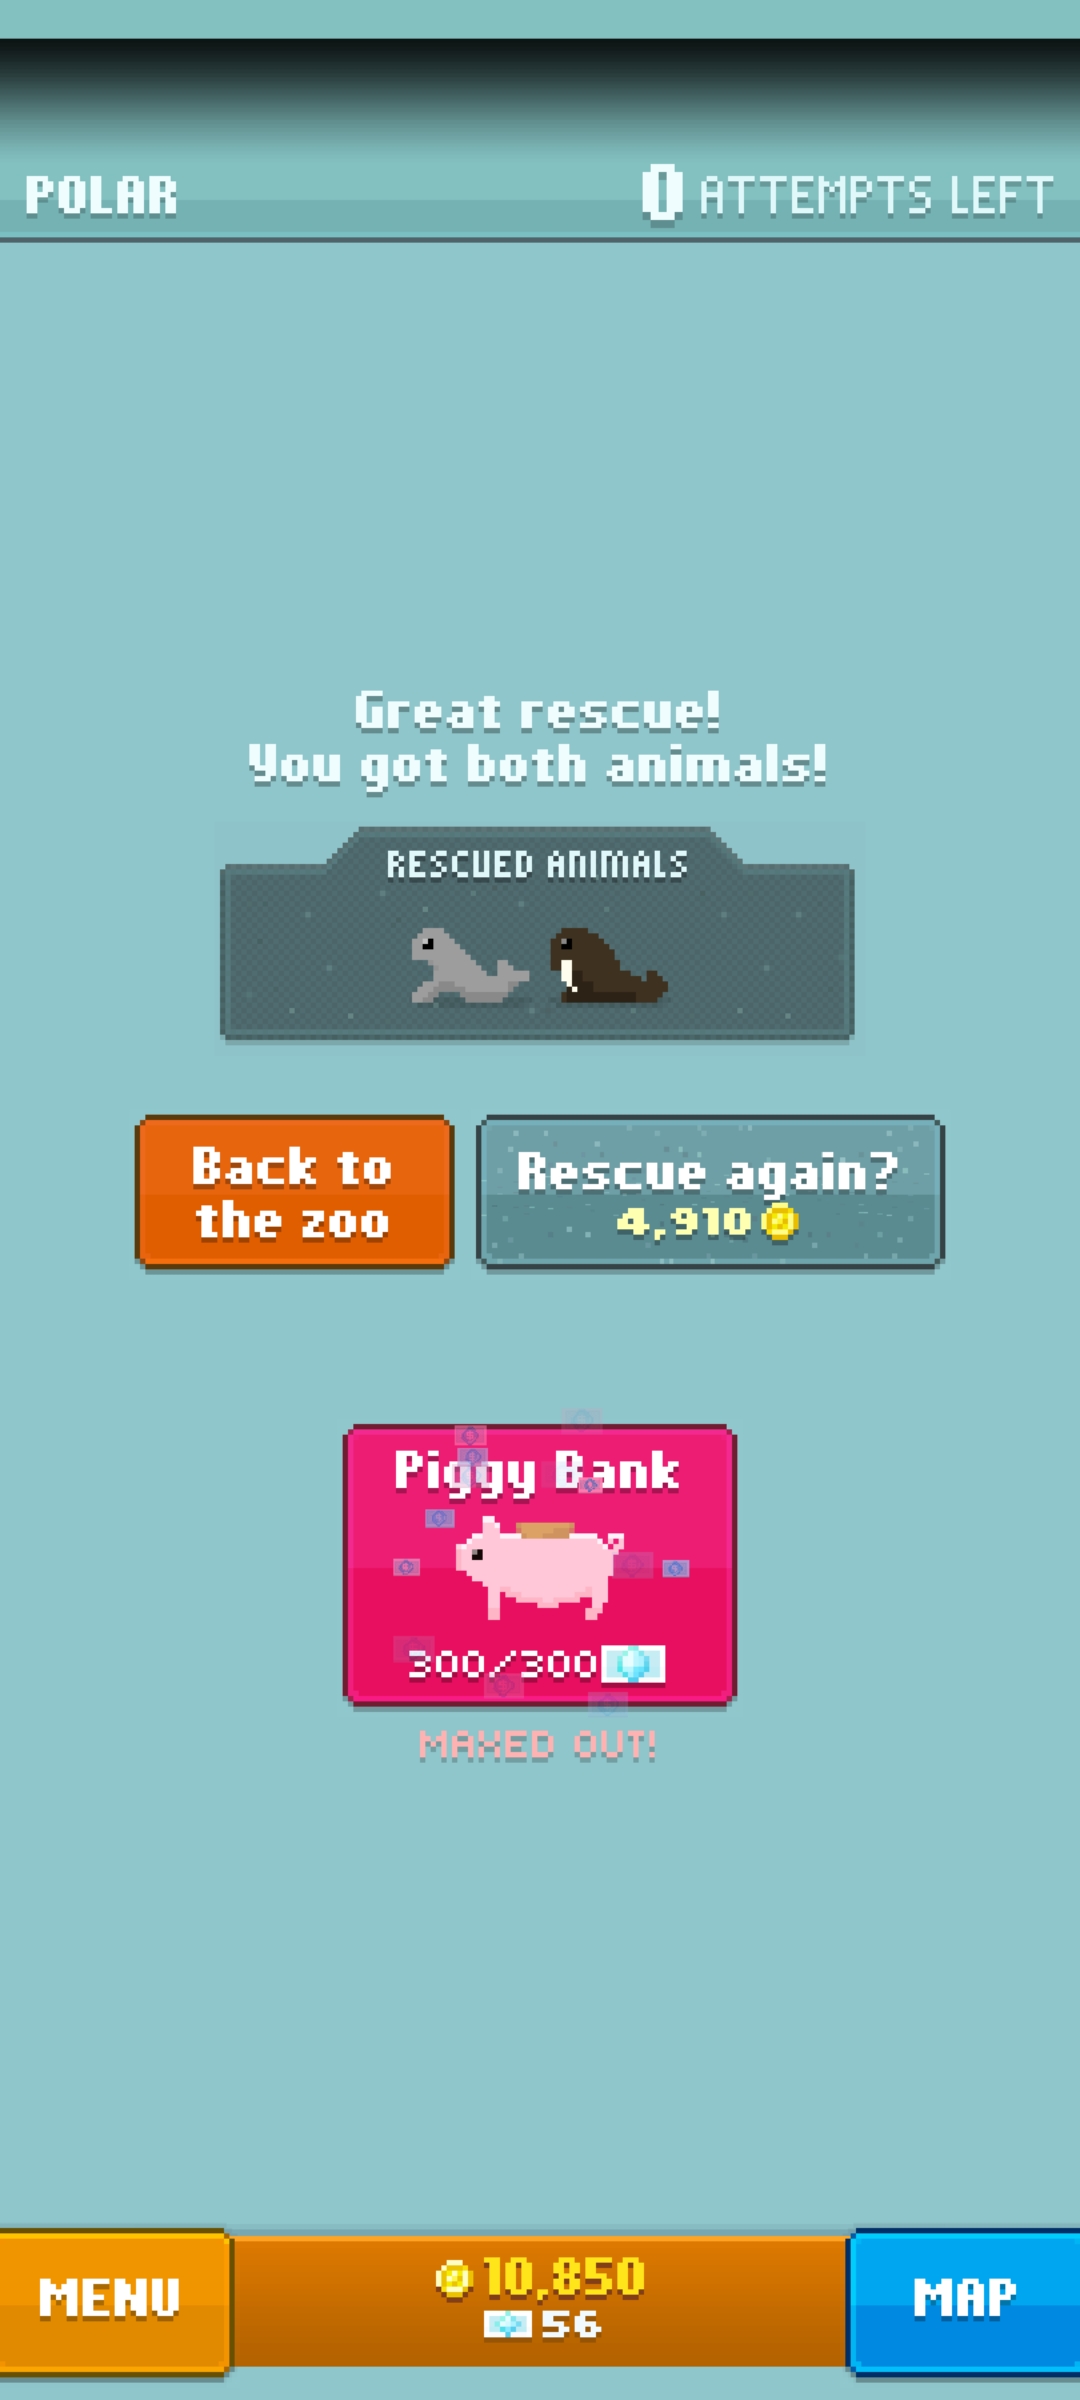 POLAR
0 ATTEMPTS LEFT
Great rescue!
You got both animals!
RESCUED ANIMALS
Back to
the zoo
Rescue again?
4,910
Piggy Bank
300/300
MAXED OUT!
MENU
10,850
56
MAP